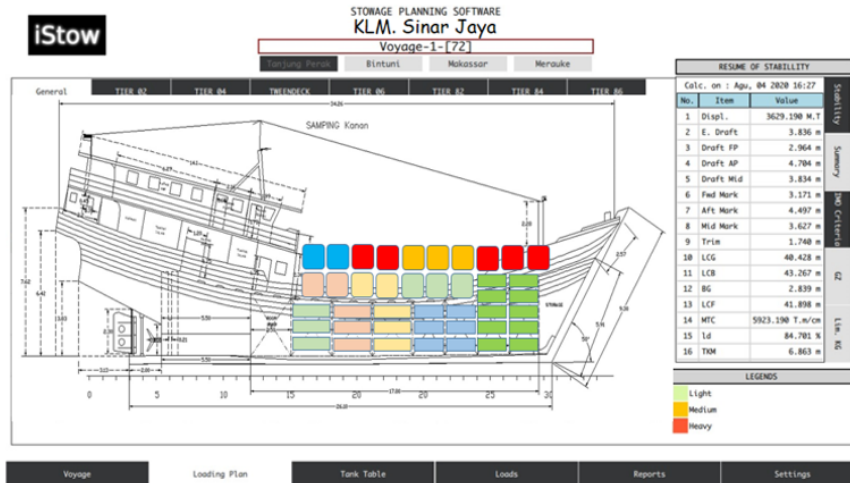 STOWAGE PLANNING SOFTWARE
iStow
KLM. Sinar Jaya
Voyage-1-[72]
Tanjung Perak Bintuni Makassar Merauke
RESUME OF STABILLITY
Calc. on : Agu, 04 2020 16:27
General TIER 02 TIER 04 TWEENDECK TIER 06 TIER 82 TIER 84 TIER 86
No. Item Value
1 Displ. 3629.190 M.T
2 E. Draft 3.836 m
3 Draft FP 2.964 m
4 Draft AP 4.704 m
5 Draft Mid 3.834 m
6 Fwd Mark 3.171 m
7 Aft Mark 4.497 m
8 Mid Mark 3.627 m
9 Trim 1.740 m
10 LCG 40.428 m
11 LCB 43.267 m
12 BG 2.839 m
13 LCF 41.898 m
14 MTC 5923.190 T.m/cm
15 ld 84.701 %
16 TKM 6.863 m
Stability
Summary
IMO Criteria
GZ
Lim. KG
SAMPING Kanan
STORAGE
0 5 10 15 20 25 28 30
LEGENDS
Light
Medium
Heavy
Voyage Loading Plan Tank Table Loads Reports Settings